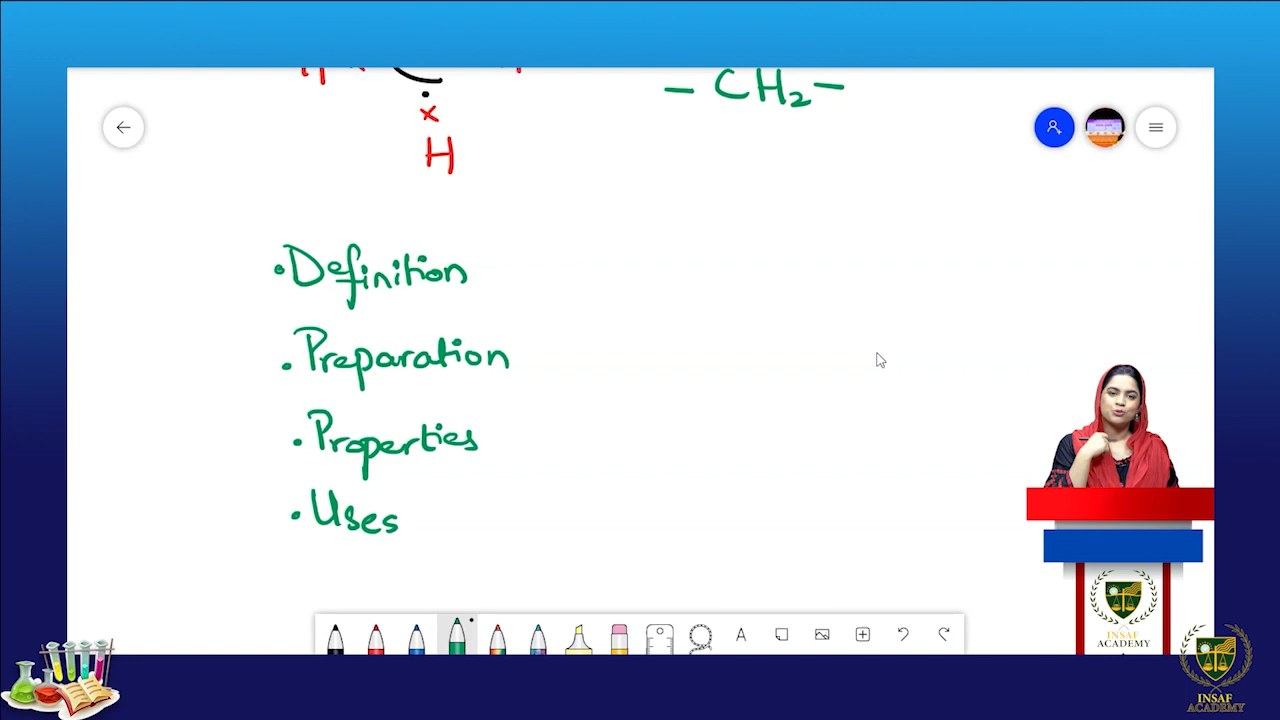 - CH2 -
H
• Definition
• Preparation
• Properties
• Uses
A
INSAF
ACADEMY
INSAF
ACADEMY